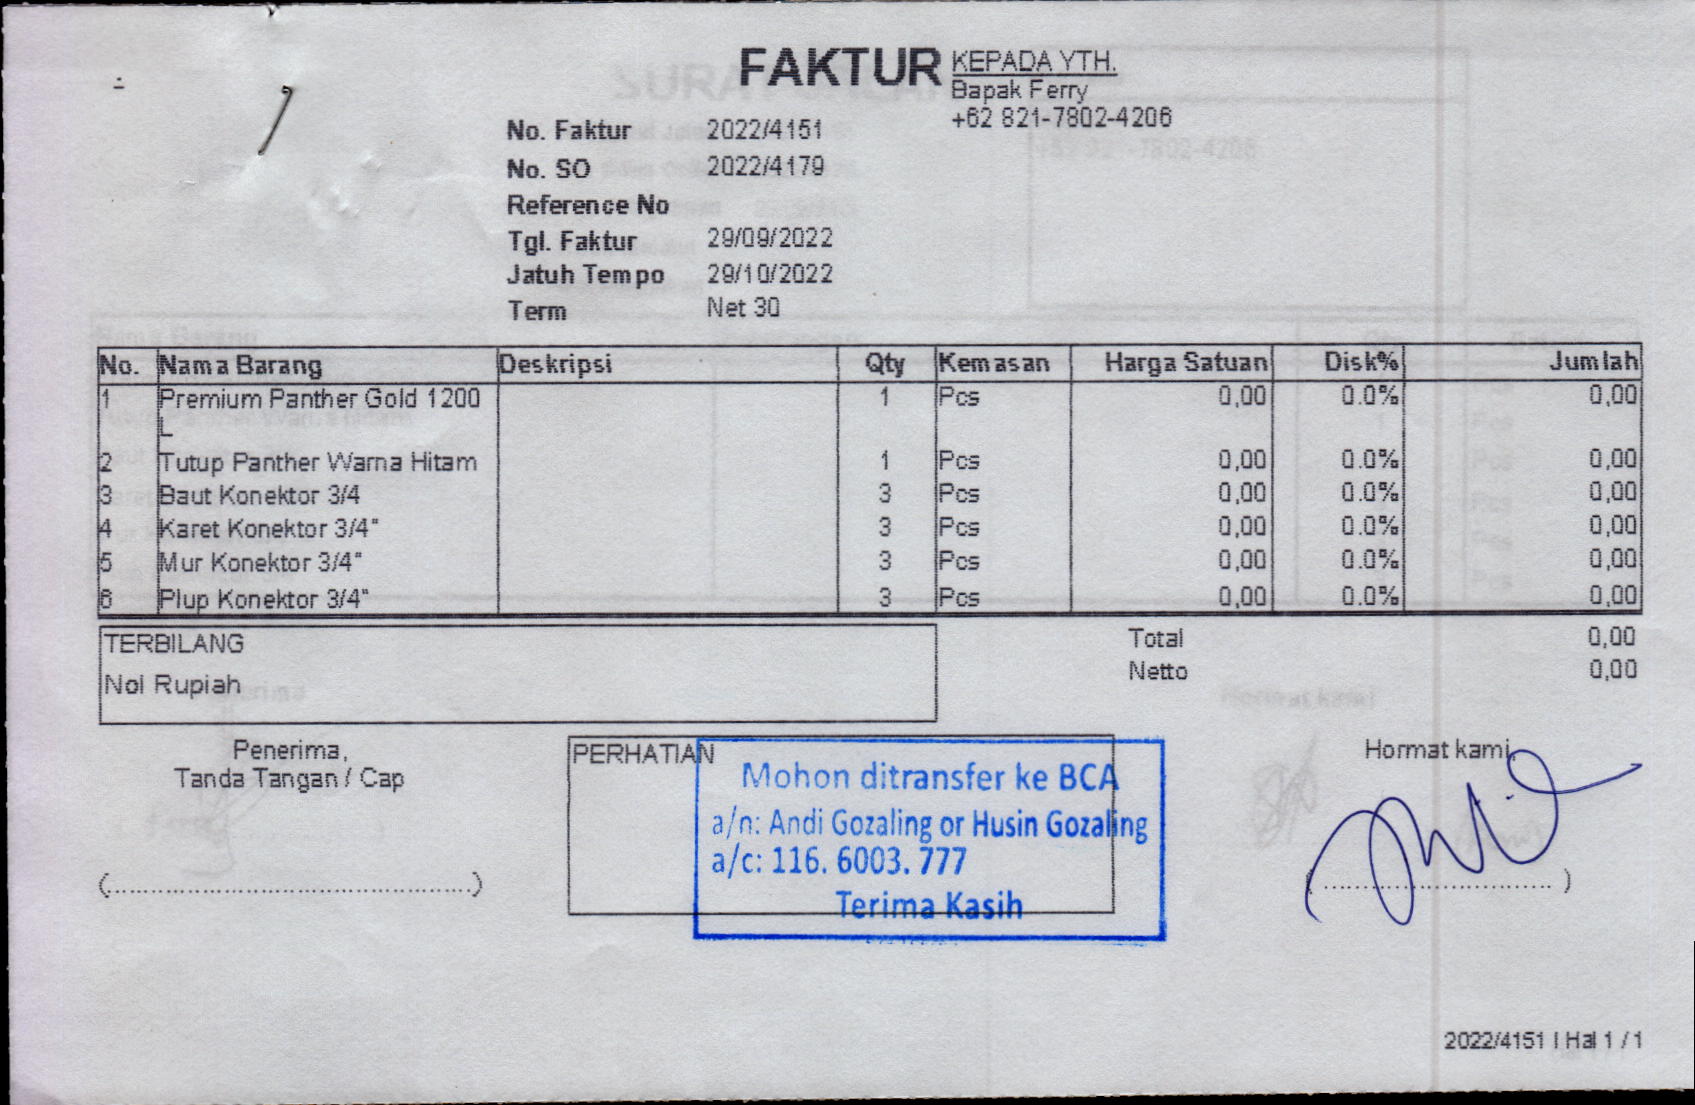 FAKTUR
KEPADA YTH.
Bapak Ferry
+62 821-7802-4206
No. Faktur 2022/4151
No. SO 2022/4179
Reference No
Tgl. Faktur 29/09/2022
Jatuh Tempo 29/10/2022
Term Net 30
No. Nama Barang Deskripsi Qty Kemasan Harga Satuan Disk% Jumlah
1 Premium Panther Gold 1200 1 Pcs 0,00 0.0% 0,00
L
2 Tutup Panther Warna Hitam 1 Pcs 0,00 0.0% 0,00
3 Baut Konektor 3/4 3 Pcs 0,00 0.0% 0,00
4 Karet Konektor 3/4" 3 Pcs 0,00 0.0% 0,00
5 Mur Konektor 3/4" 3 Pcs 0,00 0.0% 0,00
6 Plup Konektor 3/4" 3 Pcs 0,00 0.0% 0,00
TERBILANG
Nol Rupiah
Total 0,00
Netto 0,00
Penerima,
Tanda Tangan / Cap
(................................................)
PERHATIAN
Mohon ditransfer ke BCA
a/n: Andi Gozaling or Husin Gozaling
a/c: 116. 6003. 777
Terima Kasih
Hormat kami,
( .............................. )
2022/4151 | Hal 1 / 1